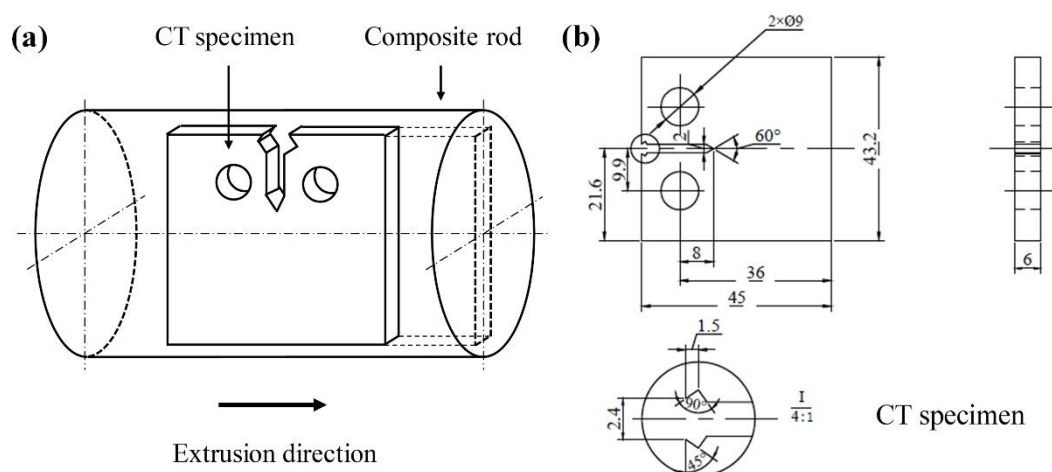 (a)
CT specimen
Composite rod
Extrusion direction
(b)
2×Ø9
2
60°
43.2
21.6
9.9
8
36
45
6
1.5
2.4
90°
45°
I
4:1
CT specimen